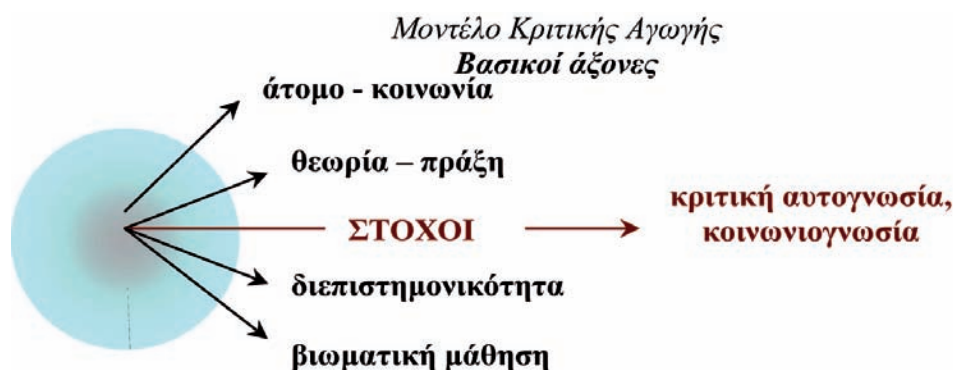 Μοντέλο Κριτικής Αγωγής
Βασικοί άξονες
άτομο - κοινωνία
θεωρία – πράξη
ΣΤΟΧΟΙ
κριτική αυτογνωσία,
κοινωνιογνωσία
διεπιστημονικότητα
βιωματική μάθηση